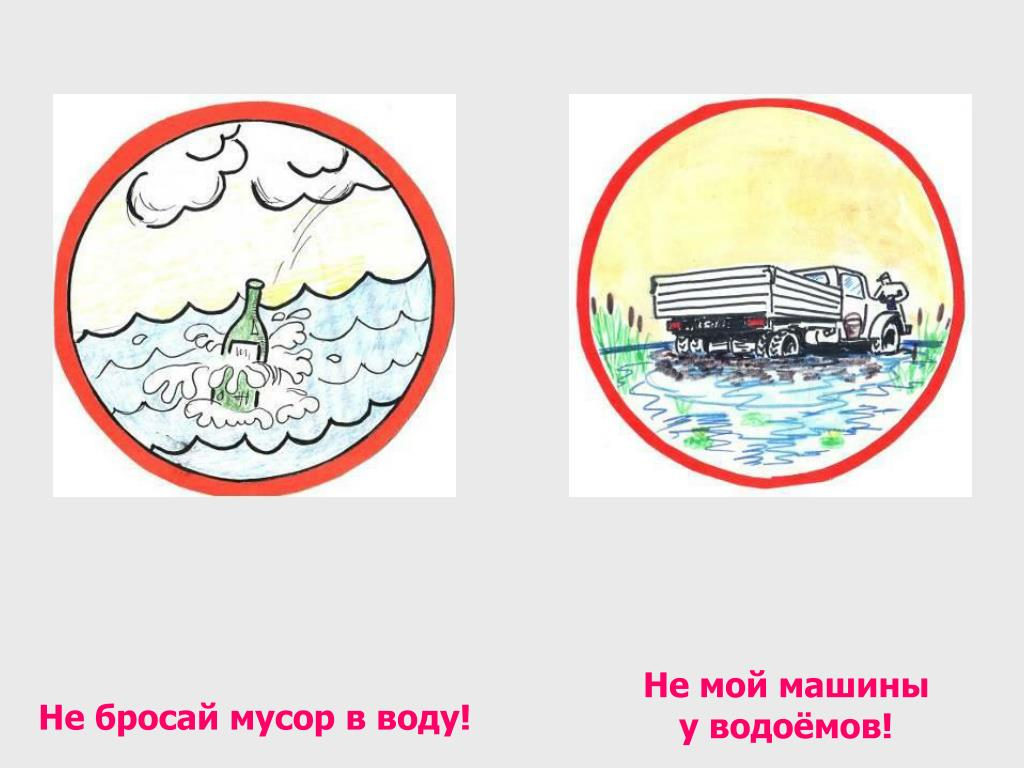 Не бросай мусор в воду!
Не мой машины
у водоёмов!